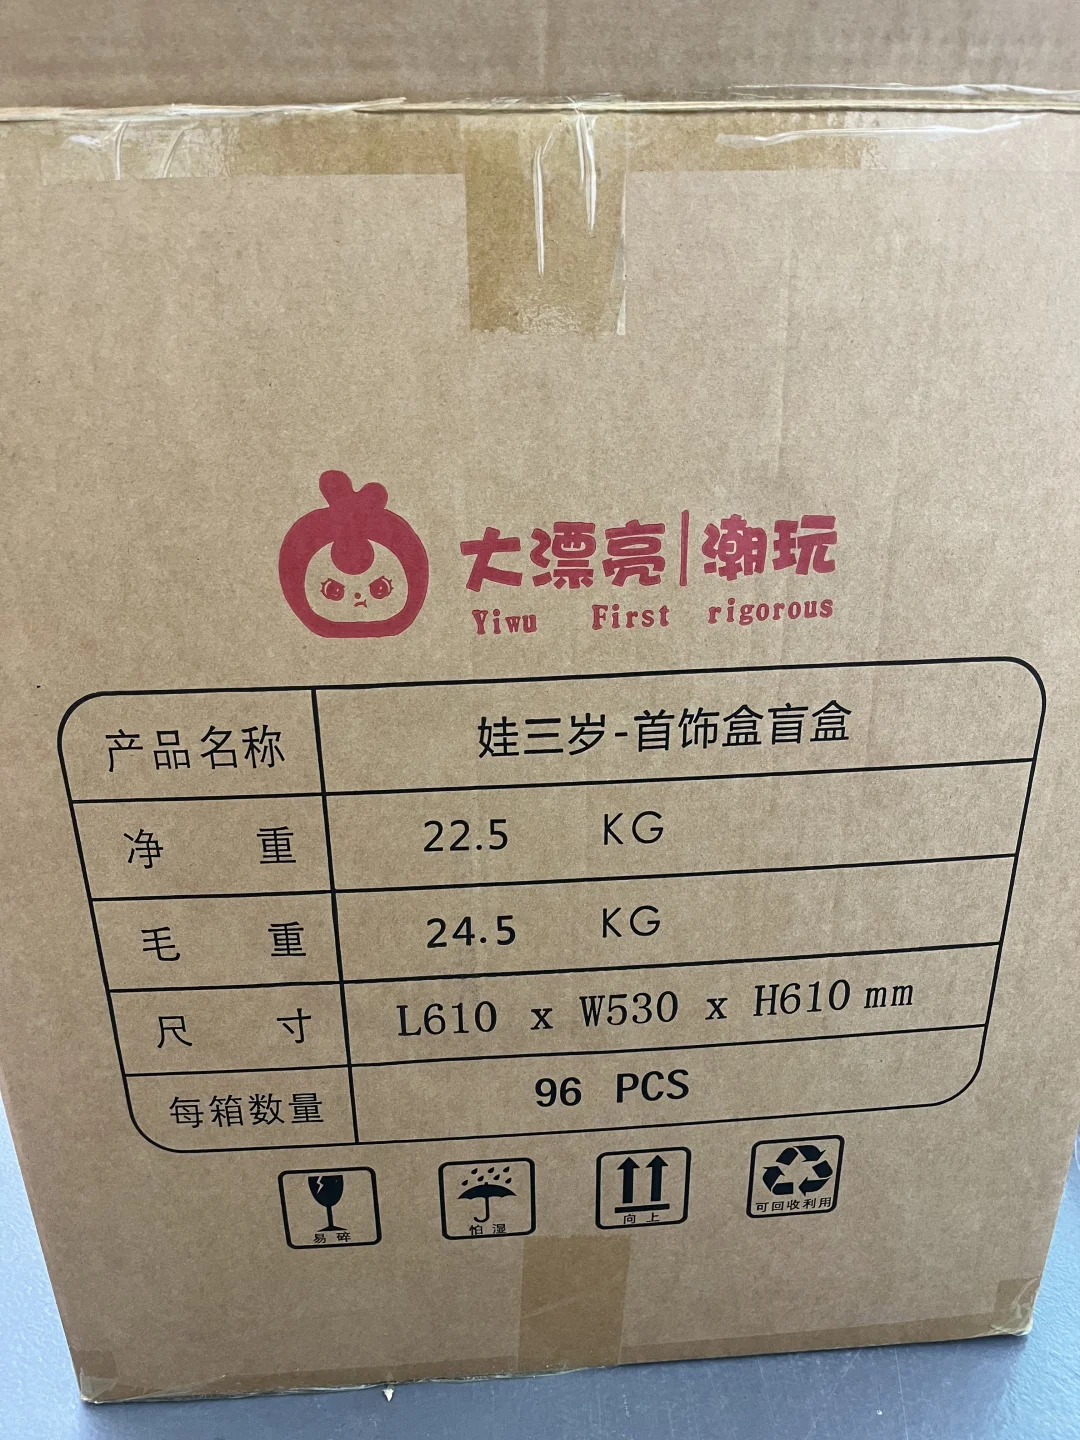 大漂亮|潮玩
Yiwu First rigorous
产品名称 娃三岁-首饰盒盲盒
净 重 22.5 KG
毛 重 24.5 KG
尺 寸 L610 x W530 x H610 mm
每箱数量 96 PCS
易 碎 怕 湿 向 上 可回收利用